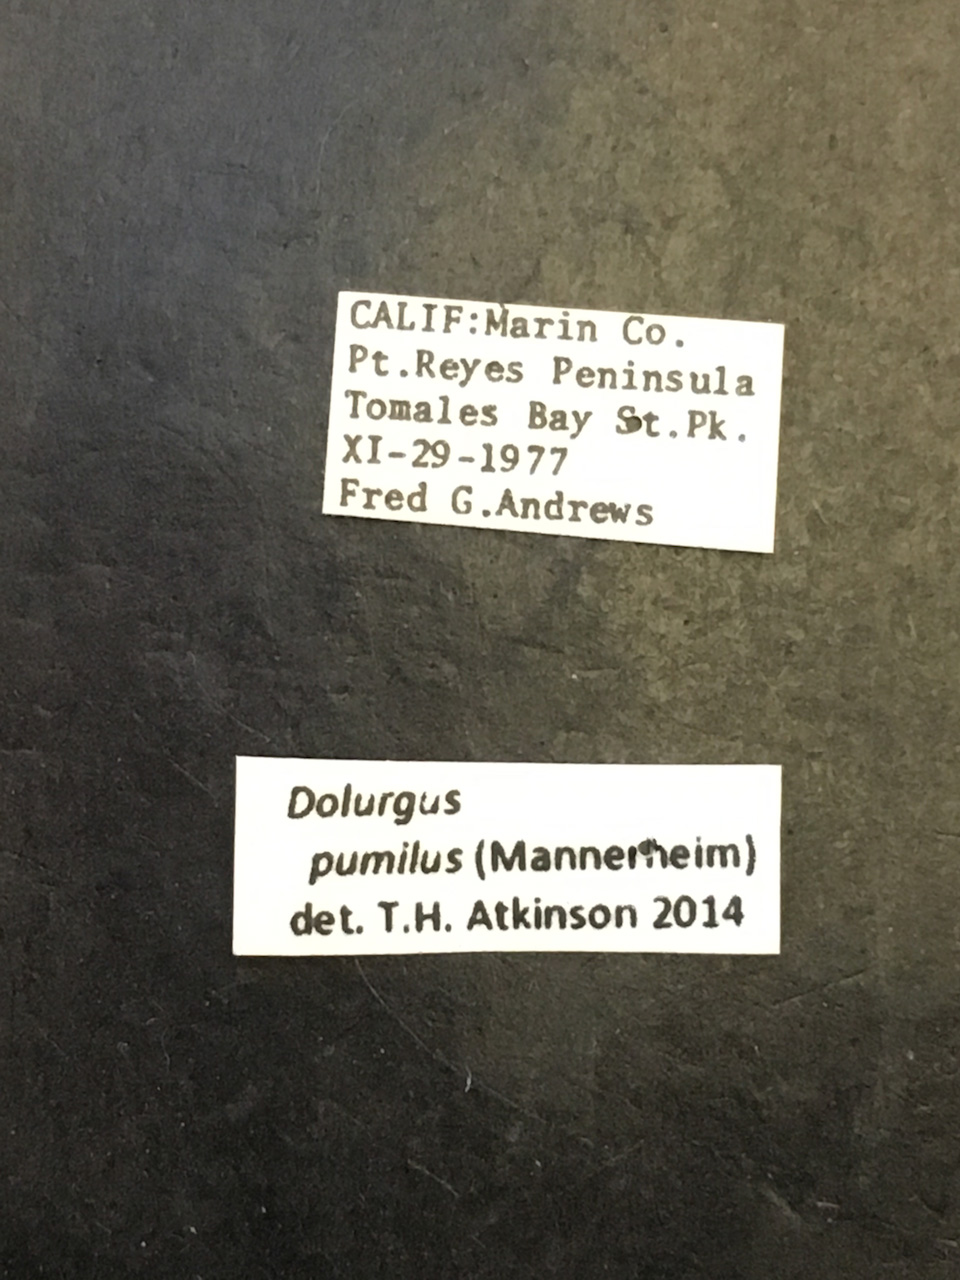 CALIF:Marin Co.
Pt.Reyes Peninsula
Tomales Bay St.Pk.
XI-29-1977
Fred G.Andrews
Dolurgus
pumilus (Mannerheim)
det. T.H. Atkinson 2014